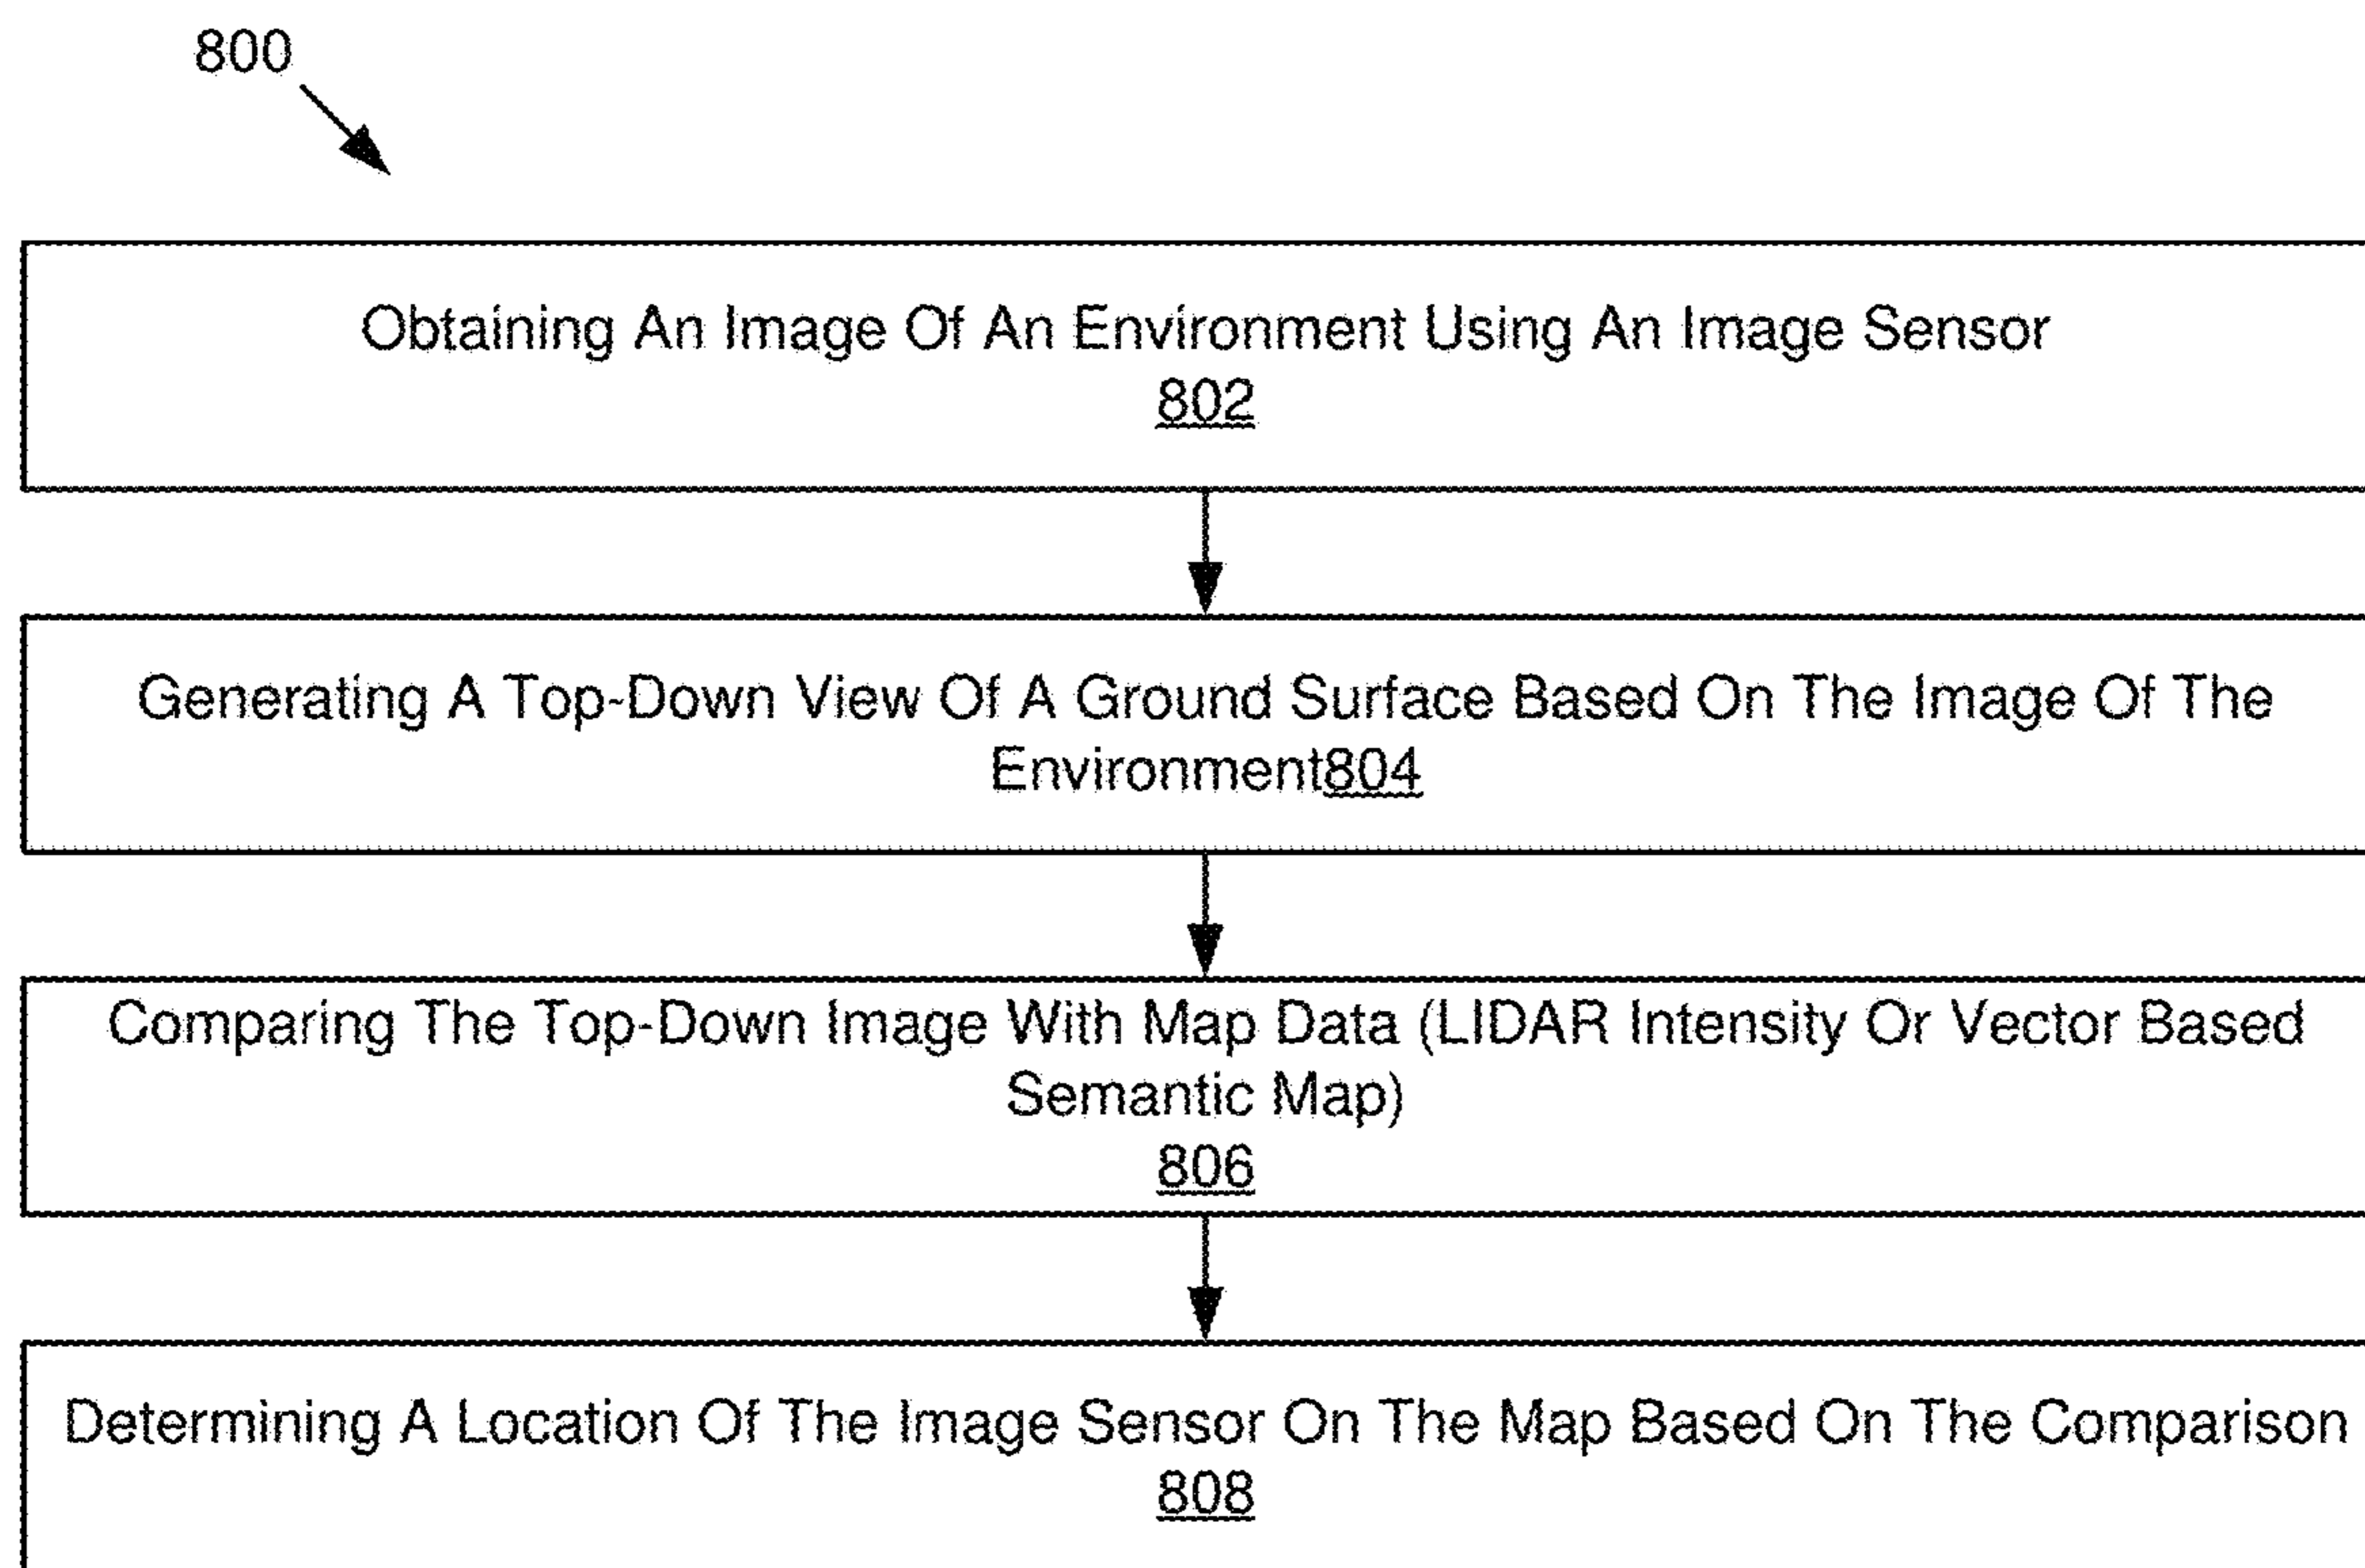 800
Obtaining An Image Of An Environment Using An Image Sensor
802
Generating A Top-Down View Of A Ground Surface Based On The Image Of The
Environment804
Comparing The Top-Down Image With Map Data (LIDAR Intensity Or Vector Based
Semantic Map)
806
Determining A Location Of The Image Sensor On The Map Based On The Comparison
808